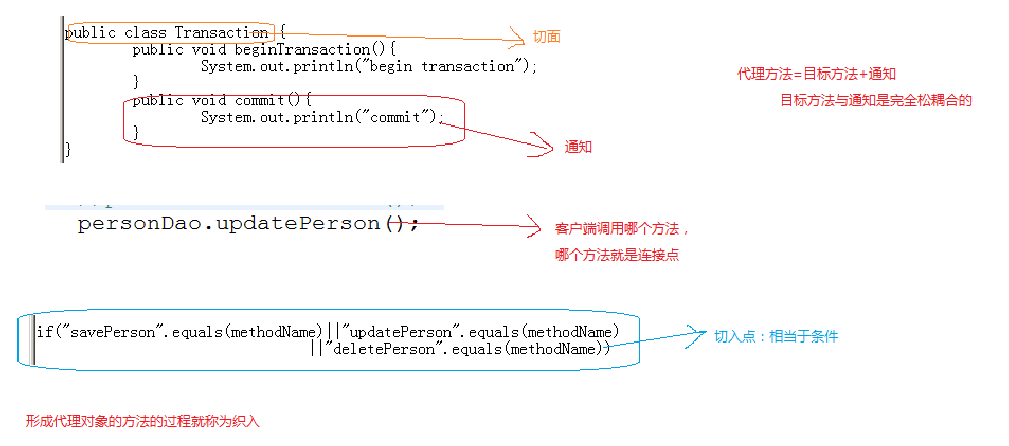 public class Transaction {
切面
public void beginTransaction(){
System.out.println("begin transaction");
}
public void commit(){
System.out.println("commit");
}
}
通知
代理方法=目标方法+通知
目标方法与通知是完全松耦合的
personDao.updatePerson();
客户端调用哪个方法，
哪个方法就是连接点
if("savePerson".equals(methodName)||"updatePerson".equals(methodName)
||"deletePerson".equals(methodName))
切入点：相当于条件
形成代理对象的方法的过程就称为织入